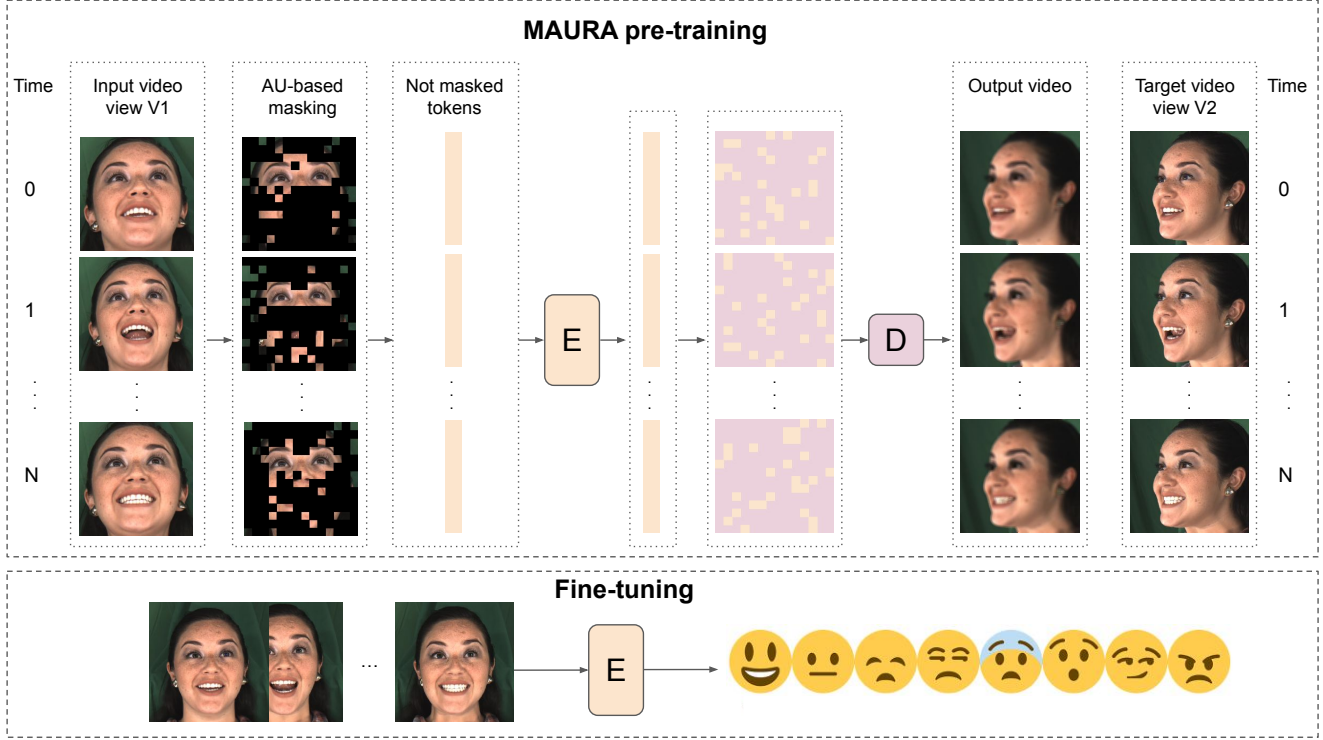 MAURA pre-training
Time
Input video
view V1
AU-based
masking
Not masked
tokens
Output video
Target video
view V2
Time
0
0
1
E
D
1
. . .
. . .
. . .
. . .
. . .
. . .
. . .
. . .
. . .
N
N
Fine-tuning
...
E